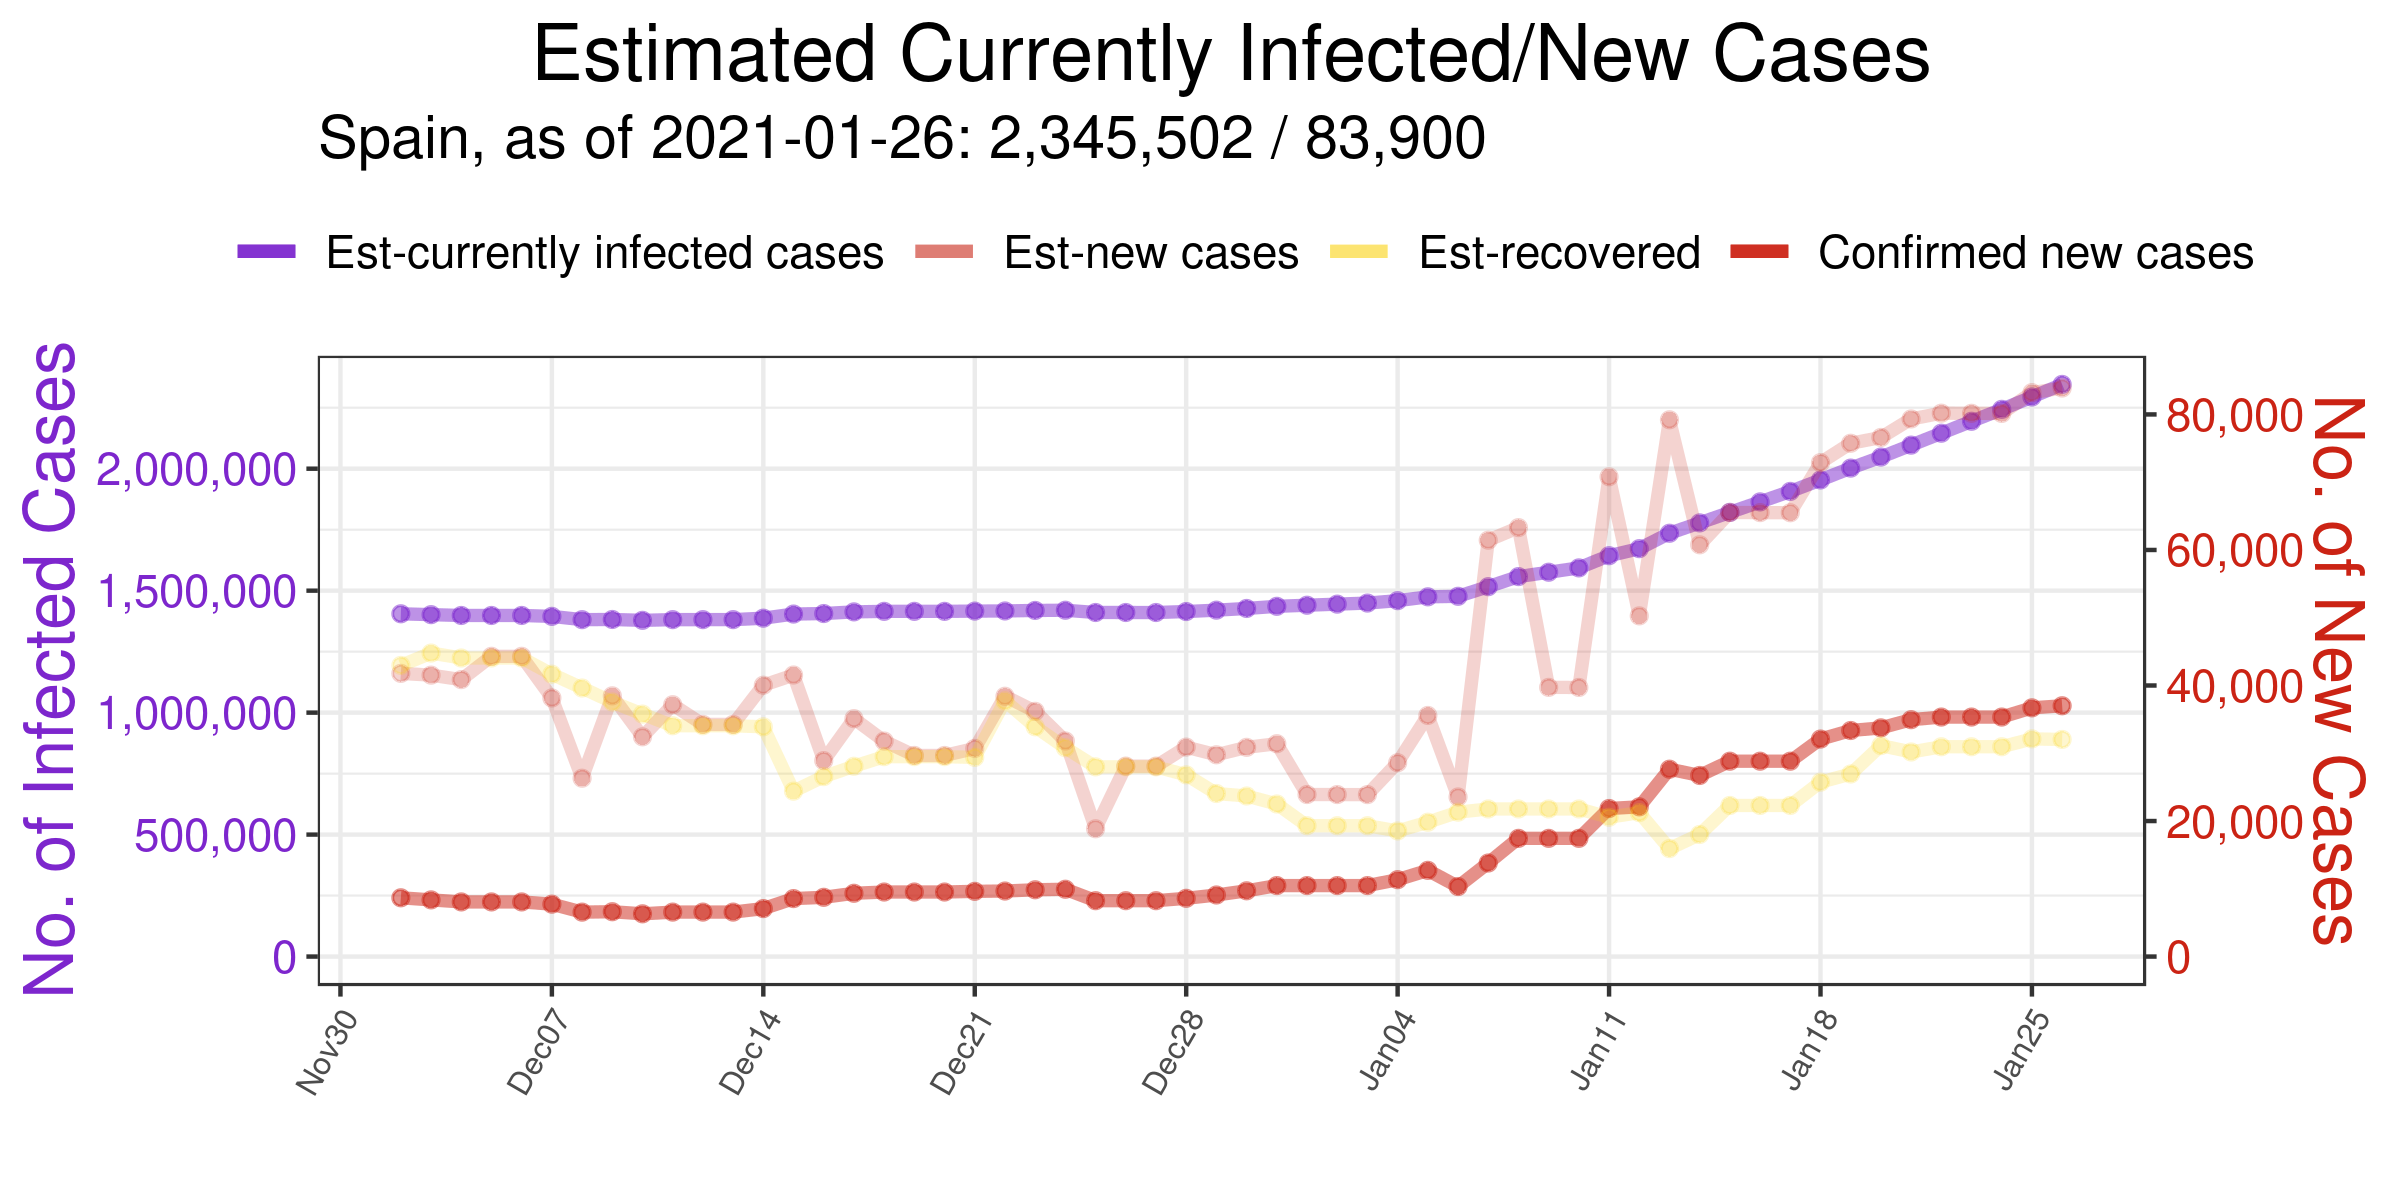 Estimated Currently Infected/New Cases
Spain, as of 2021-01-26: 2,345,502 / 83,900
Est-currently infected cases
Est-new cases
Est-recovered
Confirmed new cases
No. of Infected Cases
2,000,000
1,500,000
1,000,000
500,000
0
80,000
60,000
40,000
20,000
0
No. of New Cases
Nov30
Dec07
Dec14
Dec21
Dec28
Jan04
Jan11
Jan18
Jan25